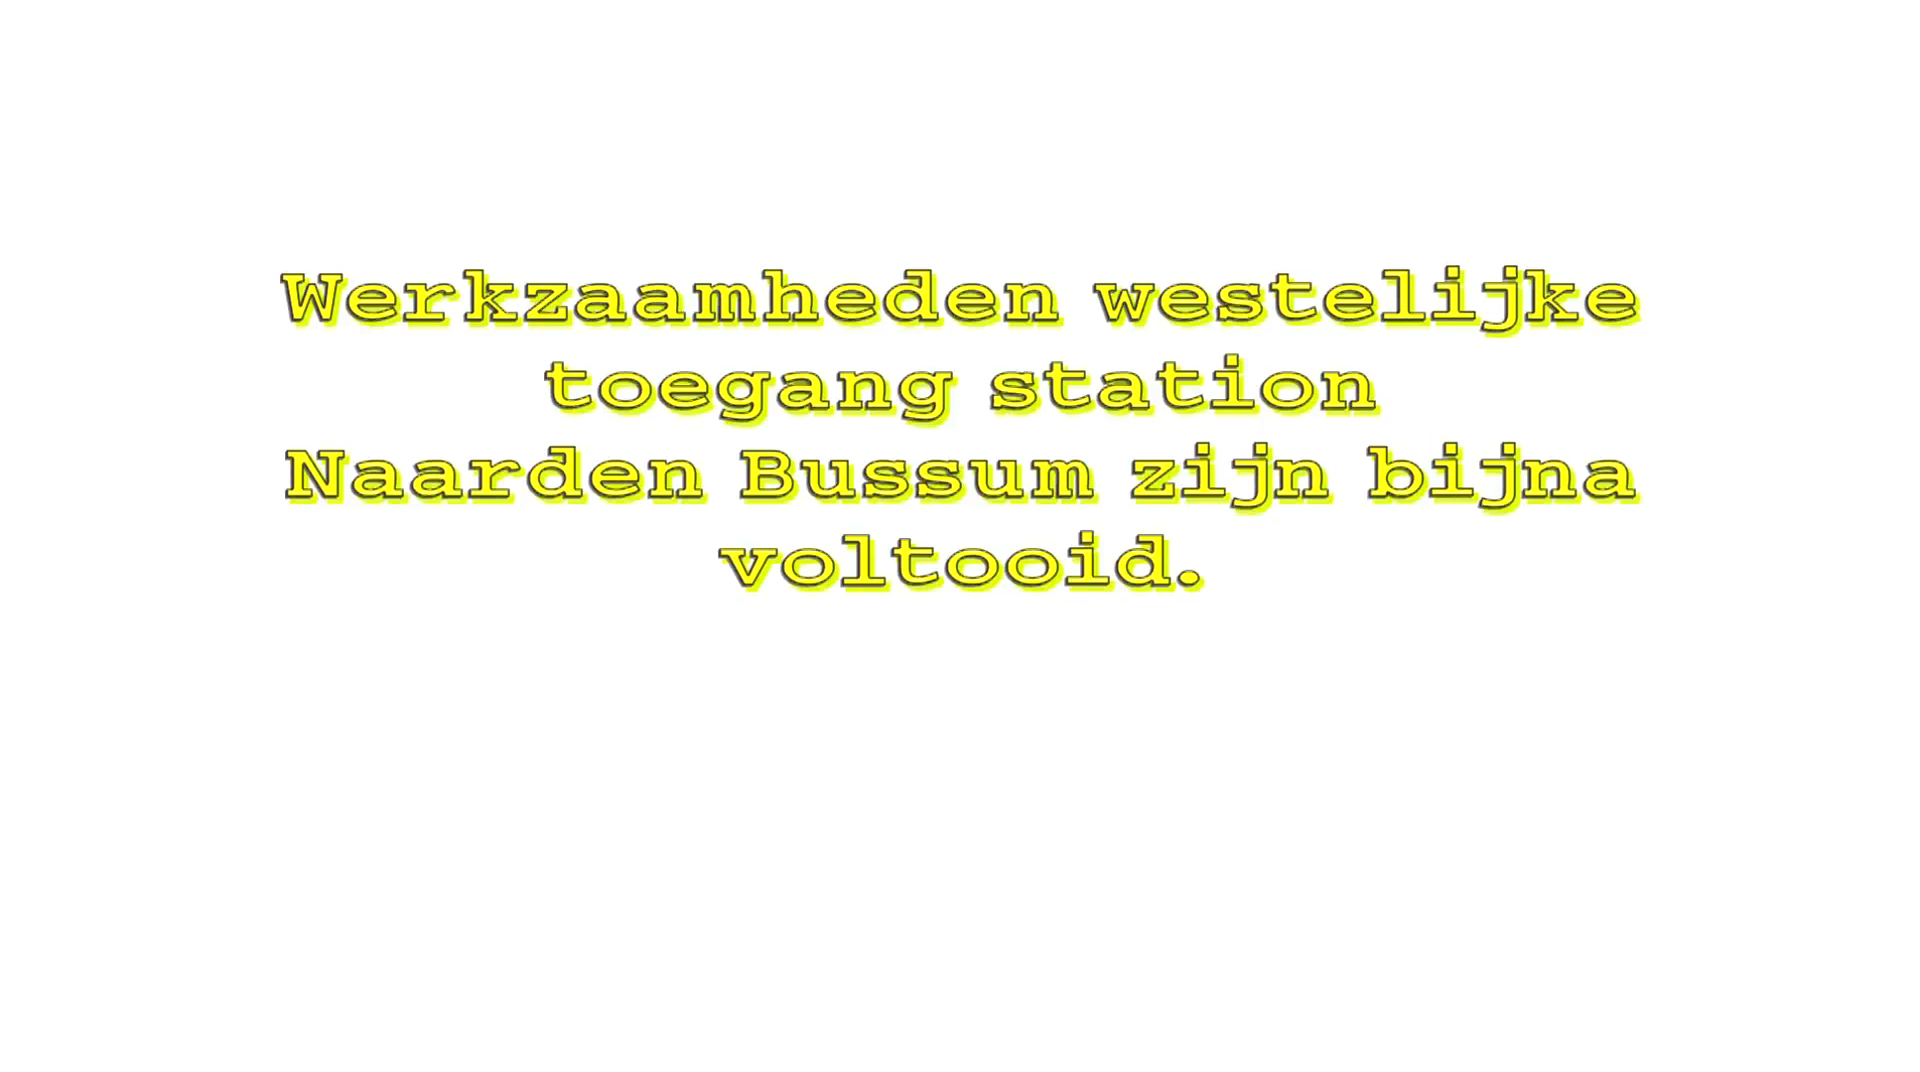 Werkzaamheden westelijke
toegang station
Naarden Bussum zijn bijna
voltooid.